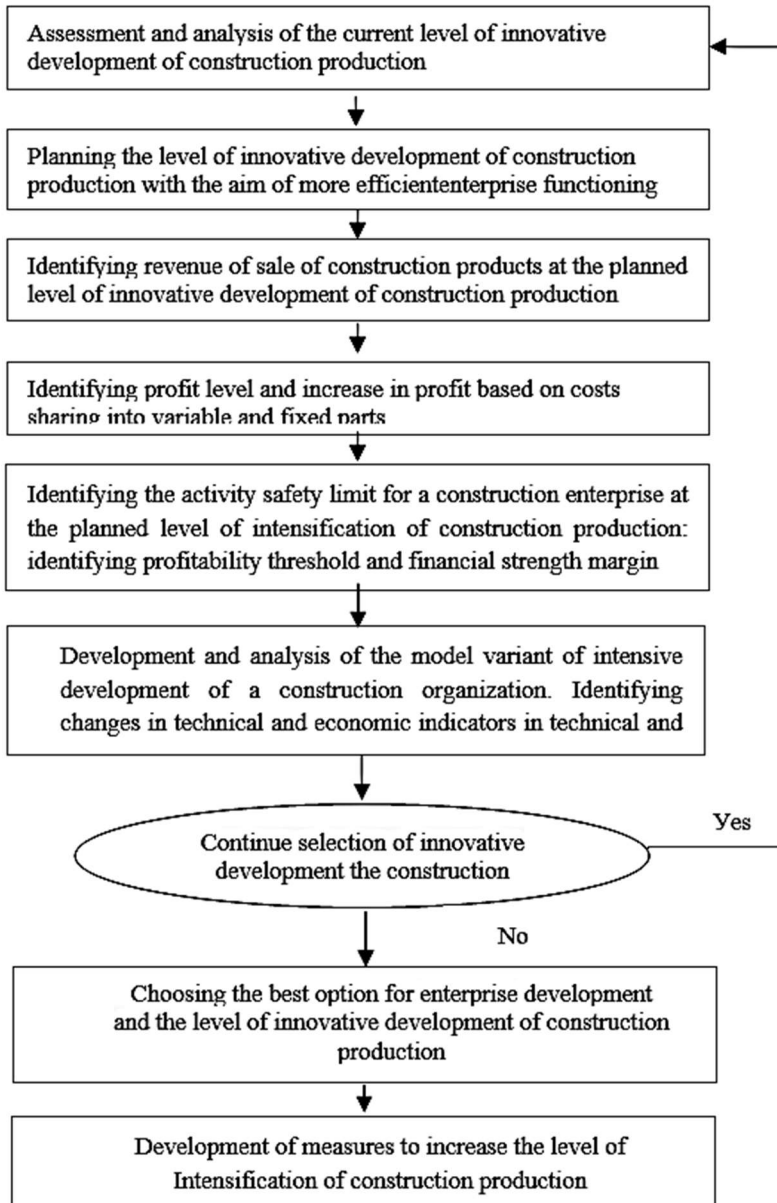 Assessment and analysis of the current level of innovative
development of construction production
Planning the level of innovative development of construction
production with the aim of more efficiententerprise functioning
Identifying revenue of sale of construction products at the planned
level of innovative development of construction production
Identifying profit level and increase in profit based on costs
sharing into variable and fixed parts
Identifying the activity safety limit for a construction enterprise at
the planned level of intensification of construction production:
identifying profitability threshold and financial strength margin
Development and analysis of the model variant of intensive
development of a construction organization. Identifying
changes in technical and economic indicators in technical and
Continue selection of innovative
development the construction
Уes
No
Choosing the best option for enterprise development
and the level of innovative development of construction
production
Development of measures to increase the level of
Intensification of construction production